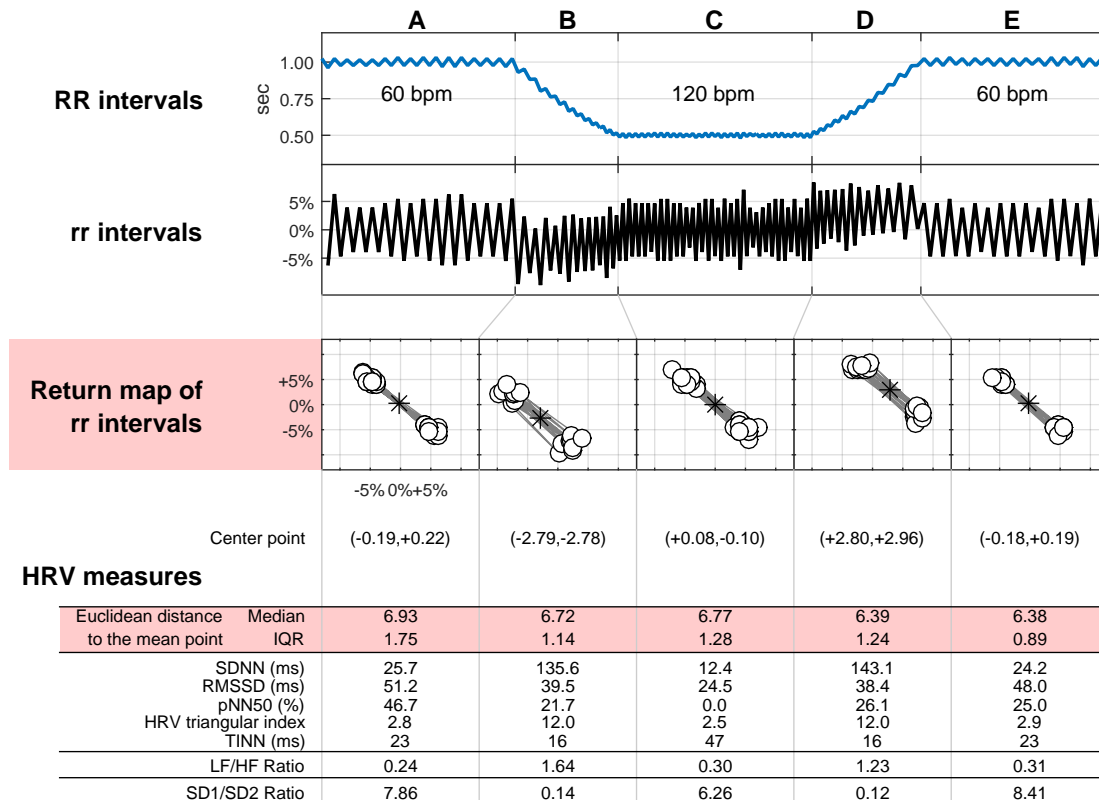 A B C D E
RR intervals
sec
1.00
0.75
0.50
60 bpm 120 bpm 60 bpm
rr intervals
5%
0%
-5%
Return map of
rr intervals
+5%
0%
-5%
-5% 0% +5%
Center point (-0.19,+0.22) (-2.79,-2.78) (+0.08,-0.10) (+2.80,+2.96) (-0.18,+0.19)
HRV measures
Euclidean distance Median 6.93 6.72 6.77 6.39 6.38
to the mean point IQR 1.75 1.14 1.28 1.24 0.89
SDNN (ms) 25.7 135.6 12.4 143.1 24.2
RMSSD (ms) 51.2 39.5 24.5 38.4 48.0
pNN50 (%) 46.7 21.7 0.0 26.1 25.0
HRV triangular index 2.8 12.0 2.5 12.0 2.9
TINN (ms) 23 16 47 16 23
LF/HF Ratio 0.24 1.64 0.30 1.23 0.31
SD1/SD2 Ratio 7.86 0.14 6.26 0.12 8.41